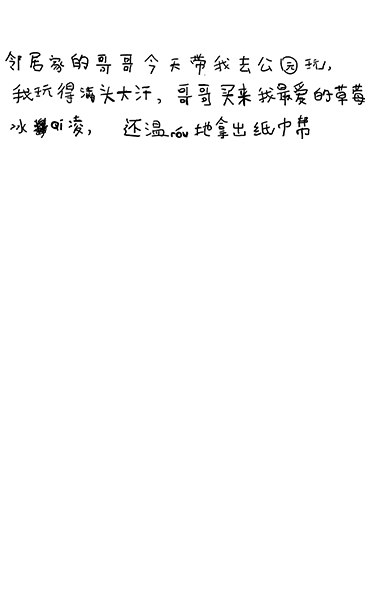 邻居家的哥哥今天带我去公园玩,
我玩得满头大汗,哥哥买来我最爱的草莓
冰qi凌,还温róu地拿出纸巾帮